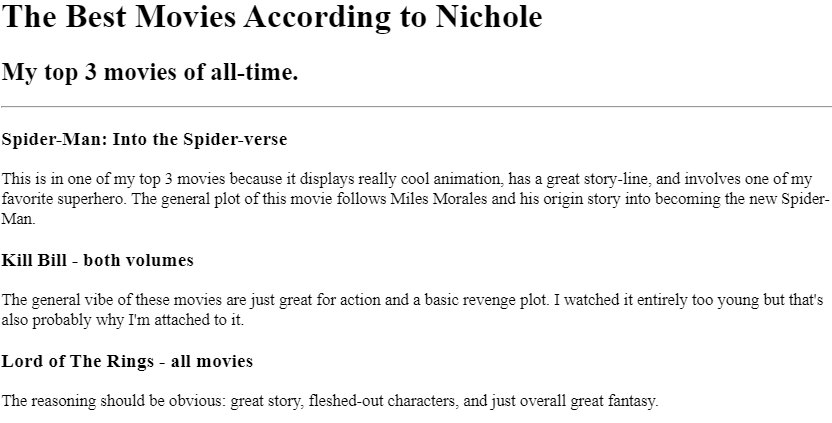 The Best Movies According to Nichole
My top 3 movies of all-time.
Spider-Man: Into the Spider-verse
This is in one of my top 3 movies because it displays really cool animation, has a great story-line, and involves one of my
favorite superhero. The general plot of this movie follows Miles Morales and his origin story into becoming the new Spider-
Man.
Kill Bill - both volumes
The general vibe of these movies are just great for action and a basic revenge plot. I watched it entirely too young but that's
also probably why I'm attached to it.
Lord of The Rings - all movies
The reasoning should be obvious: great story, fleshed-out characters, and just overall great fantasy.